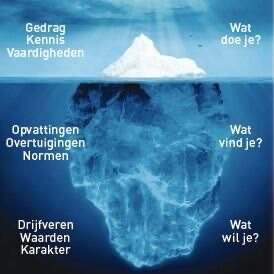 Gedrag
Kennis
Vaardigheden
Wat
doe je?
Opvattingen
Overtuigingen
Normen
Wat
vind je?
Drijfveren
Waarden
Karakter
Wat
wil je?